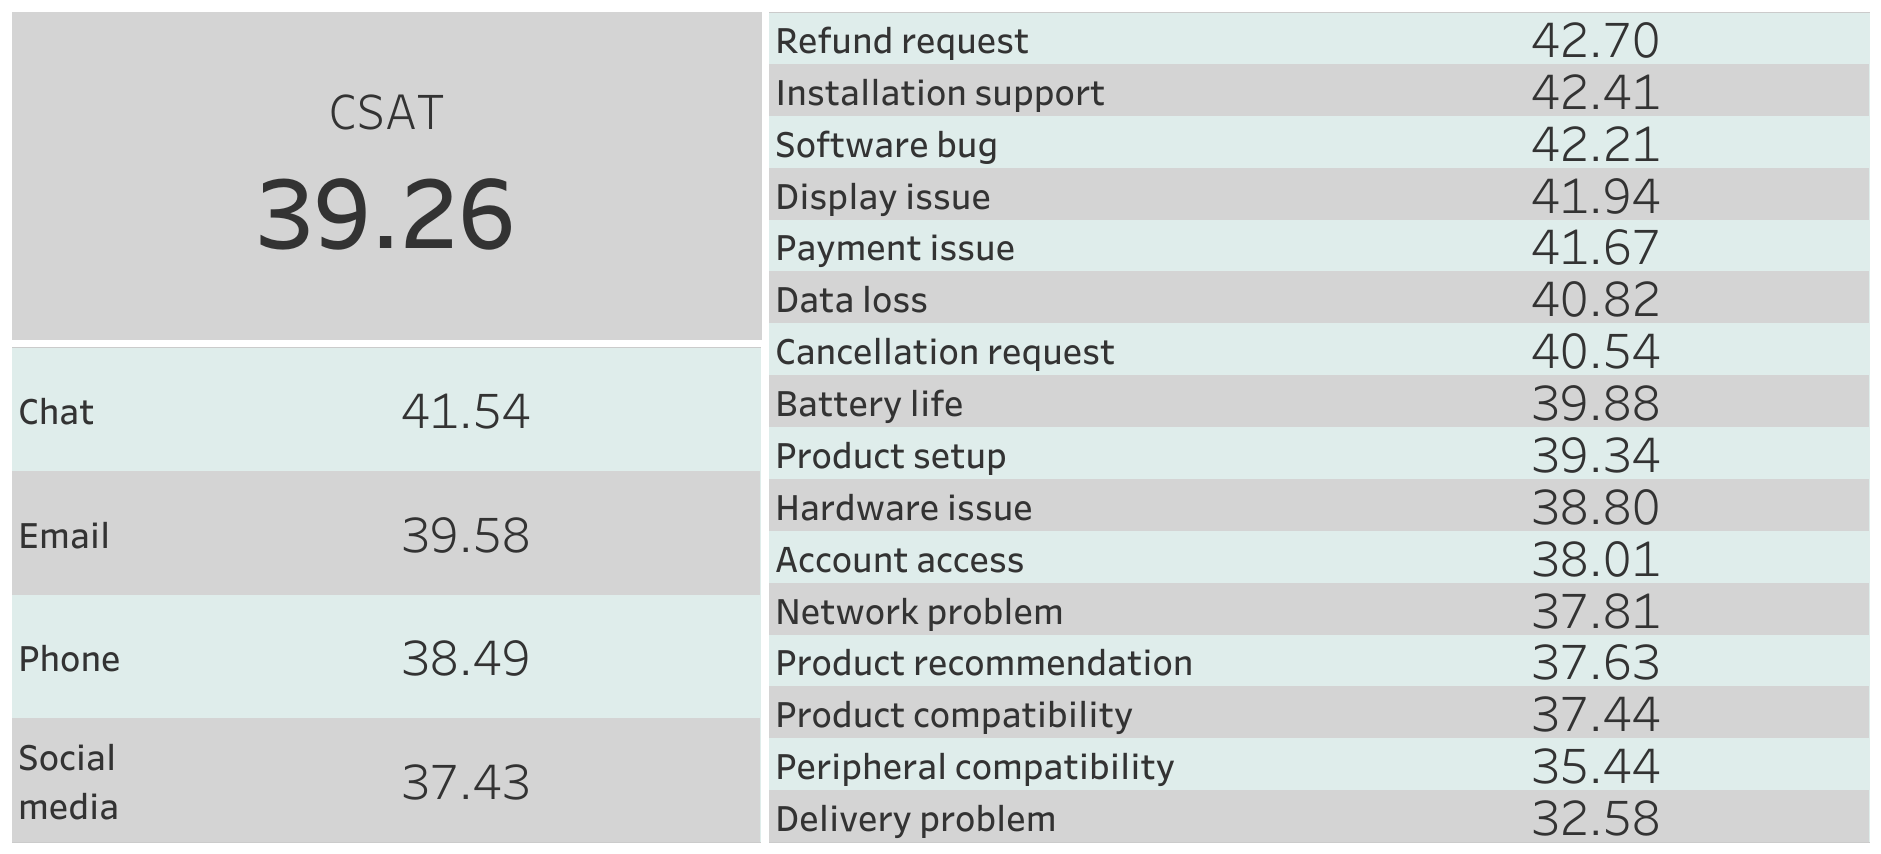 CSAT
39.26
Chat 41.54
Email 39.58
Phone 38.49
Social
media 37.43
Refund request 42.70
Installation support 42.41
Software bug 42.21
Display issue 41.94
Payment issue 41.67
Data loss 40.82
Cancellation request 40.54
Battery life 39.88
Product setup 39.34
Hardware issue 38.80
Account access 38.01
Network problem 37.81
Product recommendation 37.63
Product compatibility 37.44
Peripheral compatibility 35.44
Delivery problem 32.58